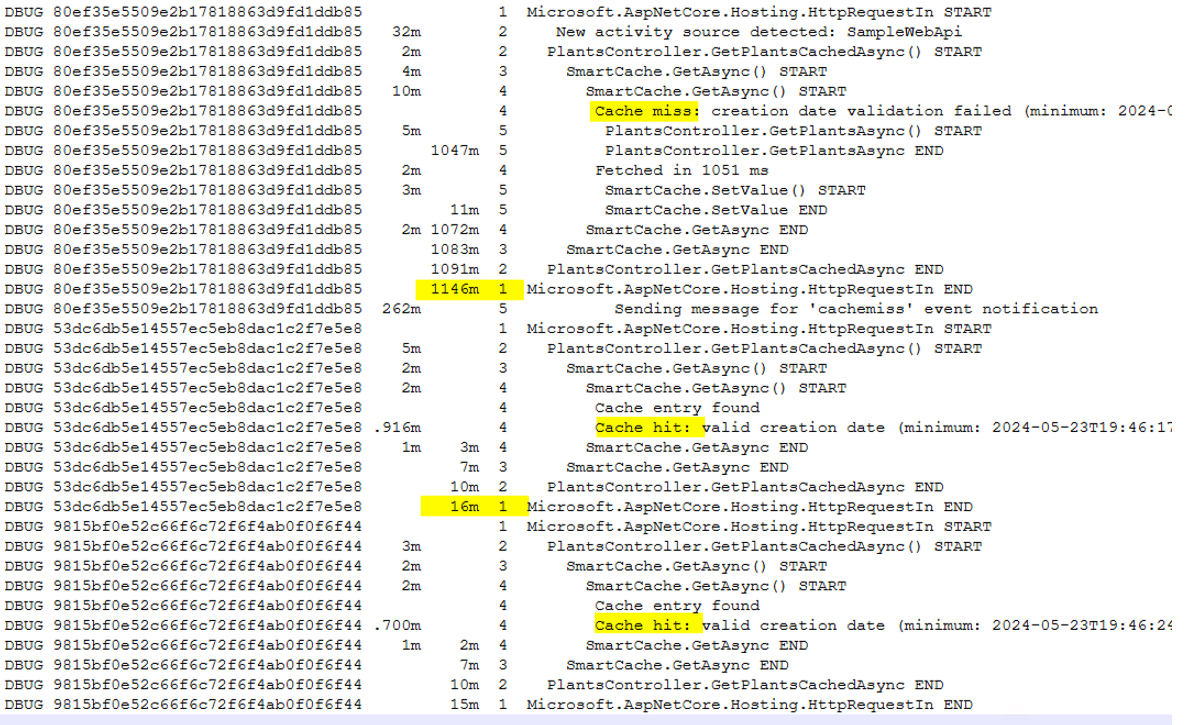 DBUG 80ef35e5509e2b17818863d9fd1ddb85 1 Microsoft.AspNetCore.Hosting.HttpRequestIn START
DBUG 80ef35e5509e2b17818863d9fd1ddb85 32m 2 New activity source detected: SampleWebApi
DBUG 80ef35e5509e2b17818863d9fd1ddb85 2m 2 PlantsController.GetPlantsCachedAsync() START
DBUG 80ef35e5509e2b17818863d9fd1ddb85 4m 3 SmartCache.GetAsync() START
DBUG 80ef35e5509e2b17818863d9fd1ddb85 10m 4 SmartCache.GetAsync() START
DBUG 80ef35e5509e2b17818863d9fd1ddb85 4 Cache miss: creation date validation failed (minimum: 2024-0
DBUG 80ef35e5509e2b17818863d9fd1ddb85 5m 5 PlantsController.GetPlantsAsync() START
DBUG 80ef35e5509e2b17818863d9fd1ddb85 1047m 5 PlantsController.GetPlantsAsync END
DBUG 80ef35e5509e2b17818863d9fd1ddb85 2m 4 Fetched in 1051 ms
DBUG 80ef35e5509e2b17818863d9fd1ddb85 3m 5 SmartCache.SetValue() START
DBUG 80ef35e5509e2b17818863d9fd1ddb85 11m 5 SmartCache.SetValue END
DBUG 80ef35e5509e2b17818863d9fd1ddb85 2m 1072m 4 SmartCache.GetAsync END
DBUG 80ef35e5509e2b17818863d9fd1ddb85 1083m 3 SmartCache.GetAsync END
DBUG 80ef35e5509e2b17818863d9fd1ddb85 1091m 2 PlantsController.GetPlantsCachedAsync END
DBUG 80ef35e5509e2b17818863d9fd1ddb85 1146m 1 Microsoft.AspNetCore.Hosting.HttpRequestIn END
DBUG 80ef35e5509e2b17818863d9fd1ddb85 262m 5 Sending message for 'cachemiss' event notification
DBUG 53dc6db5e14557ec5eb8dac1c2f7e5e8 1 Microsoft.AspNetCore.Hosting.HttpRequestIn START
DBUG 53dc6db5e14557ec5eb8dac1c2f7e5e8 5m 2 PlantsController.GetPlantsCachedAsync() START
DBUG 53dc6db5e14557ec5eb8dac1c2f7e5e8 2m 3 SmartCache.GetAsync() START
DBUG 53dc6db5e14557ec5eb8dac1c2f7e5e8 2m 4 SmartCache.GetAsync() START
DBUG 53dc6db5e14557ec5eb8dac1c2f7e5e8 4 Cache entry found
DBUG 53dc6db5e14557ec5eb8dac1c2f7e5e8 .916m 4 Cache hit: valid creation date (minimum: 2024-05-23T19:46:17
DBUG 53dc6db5e14557ec5eb8dac1c2f7e5e8 1m 3m 4 SmartCache.GetAsync END
DBUG 53dc6db5e14557ec5eb8dac1c2f7e5e8 7m 3 SmartCache.GetAsync END
DBUG 53dc6db5e14557ec5eb8dac1c2f7e5e8 10m 2 PlantsController.GetPlantsCachedAsync END
DBUG 53dc6db5e14557ec5eb8dac1c2f7e5e8 16m 1 Microsoft.AspNetCore.Hosting.HttpRequestIn END
DBUG 9815bf0e52c66f6c72f6f4ab0f0f6f44 1 Microsoft.AspNetCore.Hosting.HttpRequestIn START
DBUG 9815bf0e52c66f6c72f6f4ab0f0f6f44 3m 2 PlantsController.GetPlantsCachedAsync() START
DBUG 9815bf0e52c66f6c72f6f4ab0f0f6f44 2m 3 SmartCache.GetAsync() START
DBUG 9815bf0e52c66f6c72f6f4ab0f0f6f44 2m 4 SmartCache.GetAsync() START
DBUG 9815bf0e52c66f6c72f6f4ab0f0f6f44 4 Cache entry found
DBUG 9815bf0e52c66f6c72f6f4ab0f0f6f44 .700m 4 Cache hit: valid creation date (minimum: 2024-05-23T19:46:24
DBUG 9815bf0e52c66f6c72f6f4ab0f0f6f44 1m 2m 4 SmartCache.GetAsync END
DBUG 9815bf0e52c66f6c72f6f4ab0f0f6f44 7m 3 SmartCache.GetAsync END
DBUG 9815bf0e52c66f6c72f6f4ab0f0f6f44 10m 2 PlantsController.GetPlantsCachedAsync END
DBUG 9815bf0e52c66f6c72f6f4ab0f0f6f44 15m 1 Microsoft.AspNetCore.Hosting.HttpRequestIn END